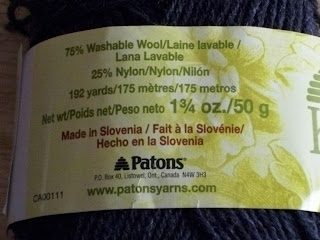 75% Washable Wool/Laine lavable/
Lana Lavable
25% Nylon/Nylon/Nilón
192 yards/175 mètres/175 metros
Net wt/Poids net/Peso neto 1¾ oz./50 g
Made in Slovenia / Fait à la Slovénie/
Hecho en la Slovenia
Patons®
P.O. Box 40, Listowel, Ont., Canada N4W 3H3
www.patonsyarns.com
CA00111